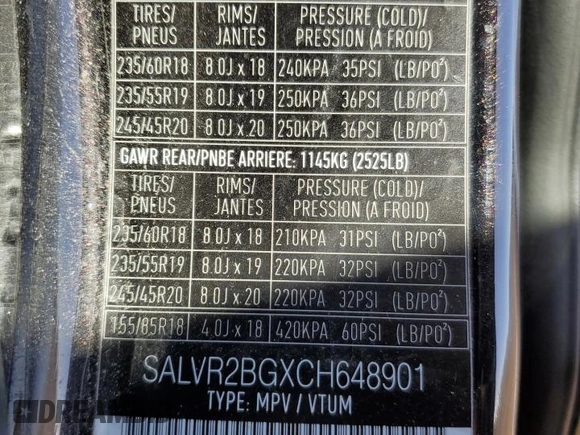 TIRES/ RIMS/ PRESSURE (COLD)/
PNEUS JANTES PRESSION (A FROID)
235/60R18 8.0J x 18 240KPA 35PSI (LB/PO²)
235/55R19 8.0J x 19 250KPA 36PSI (LB/PO²)
245/45R20 8.0J x 20 250KPA 36PSI (LB/PO²)
GAWR REAR/PNBE ARRIERE: 1145KG (2525LB)
TIRES/ RIMS/ PRESSURE (COLD)/
PNEUS JANTES PRESSION (A FROID)
235/60R18 8.0J x 18 210KPA 31PSI (LB/PO²)
235/55R19 8.0J x 19 220KPA 32PSI (LB/PO²)
245/45R20 8.0J x 20 220KPA 32PSI (LB/PO²)
155/85R18 4.0J x 18 420KPA 60PSI (LB/PO²)
SALVR2BGXCH648901
TYPE: MPV / VTUM